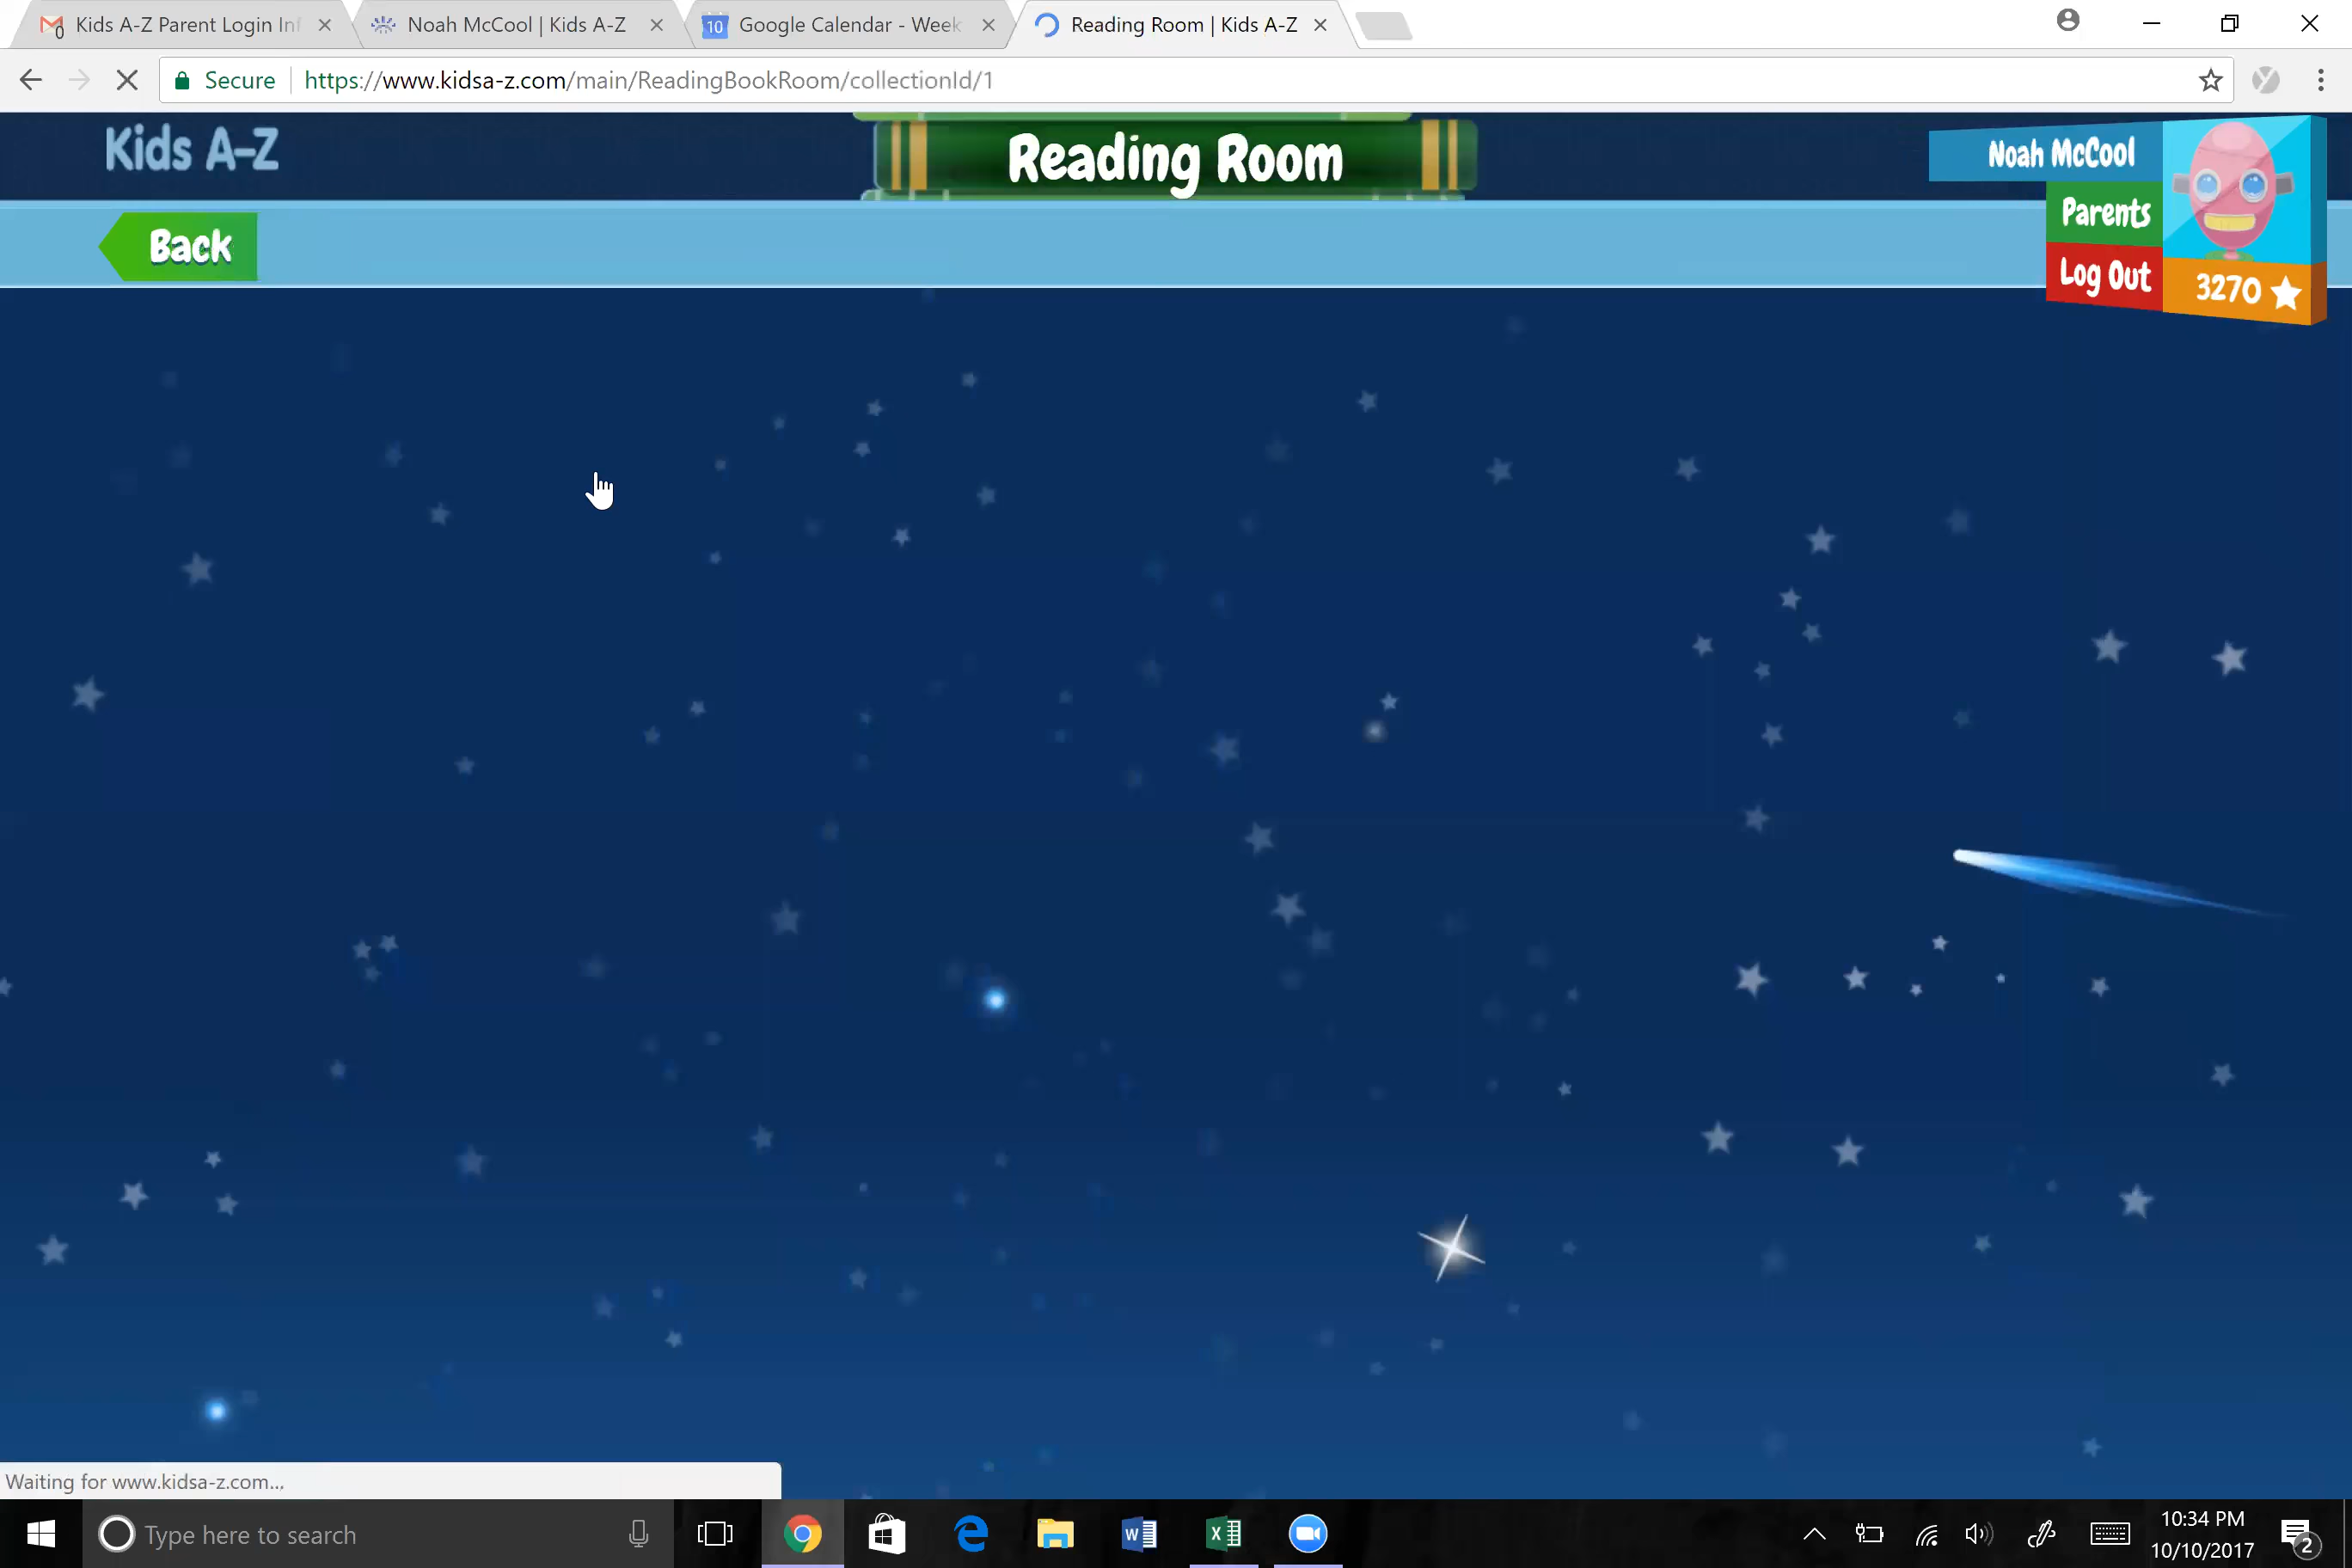 Kids A-Z Parent Login Inf
Noah McCool | Kids A-Z
10 Google Calendar - Week
Reading Room | Kids A-Z
Secure https://www.kidsa-z.com/main/ReadingBookRoom/collectionId/1
Kids A-Z
Reading Room
Noah McCool
Parents
Log Out
3270
Back
Waiting for www.kidsa-z.com...
Type here to search
10:34 PM
10/10/2017
2